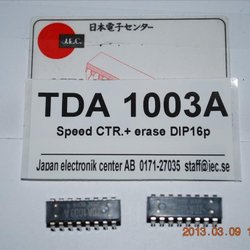 日本電子センター
J.E.C.
TDA 1003A
Speed CTR.+ erase DIP16p
Japan electronik center AB 0171-27035 staff@iec.se
2013.03.09